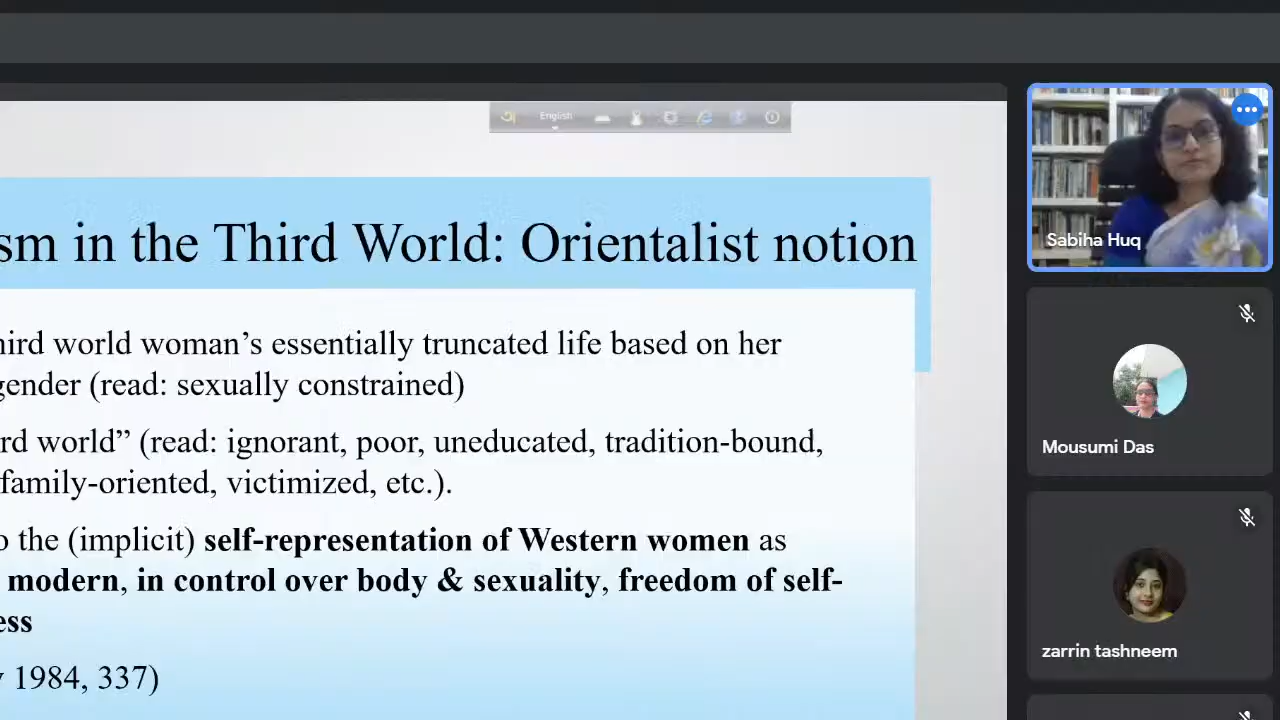 English
sm in the Third World: Orientalist notion
hird world woman’s essentially truncated life based on her
gender (read: sexually constrained)
rd world” (read: ignorant, poor, uneducated, tradition-bound,
family-oriented, victimized, etc.).
o the (implicit) self-representation of Western women as
modern, in control over body & sexuality, freedom of self-
ess
y 1984, 337)
Sabiha Huq
Mousumi Das
zarrin tashneem